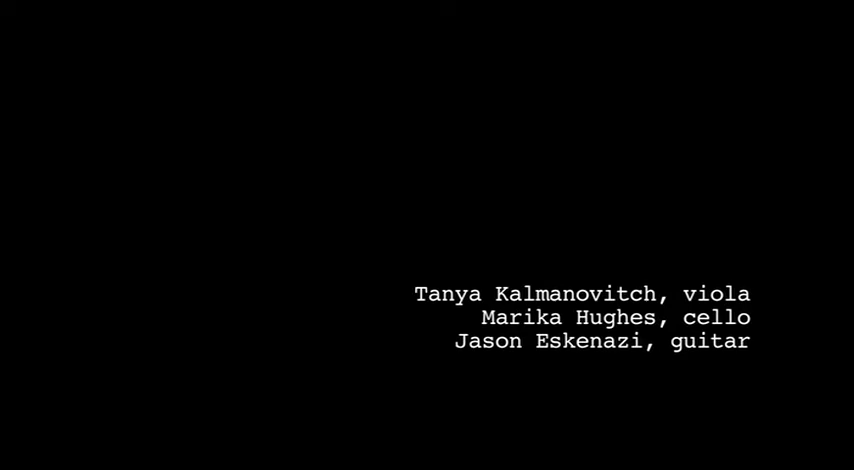 Tanya Kalmanovitch, viola
Marika Hughes, cello
Jason Eskenazi, guitar